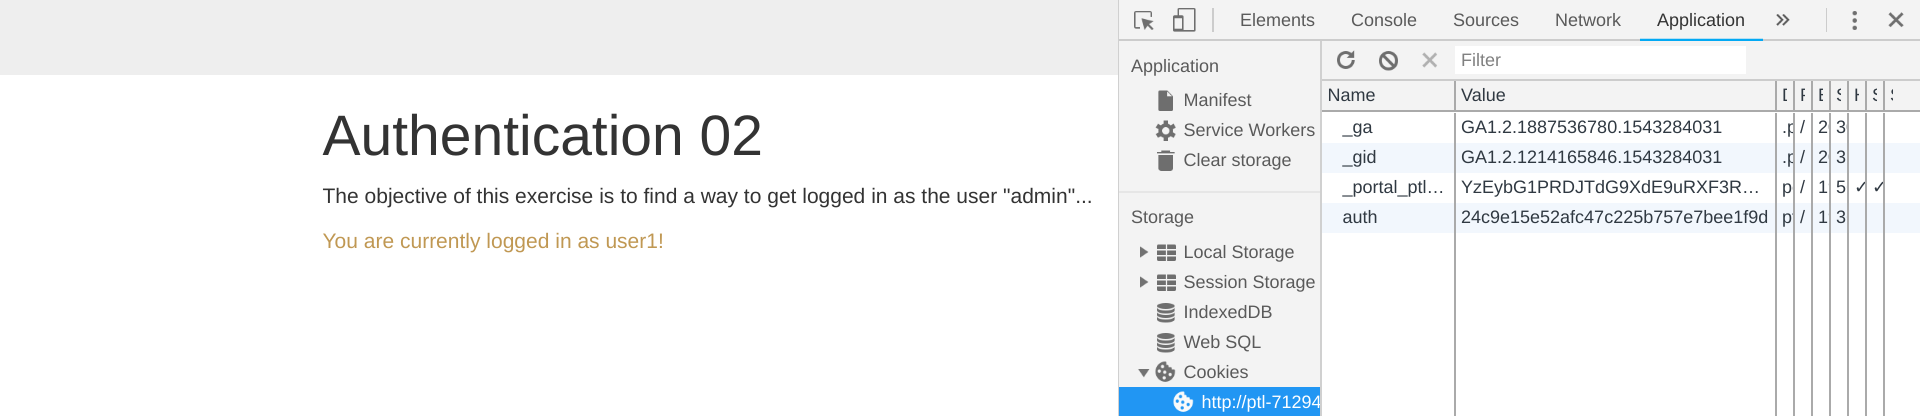 Elements Console Sources Network Application
Application
Manifest
Service Workers
Clear storage
Storage
Local Storage
Session Storage
IndexedDB
Web SQL
Cookies
http://ptl-71294
Filter
Name Value
_ga GA1.2.1887536780.1543284031 .p / 2 3
_gid GA1.2.1214165846.1543284031 .p / 2 3
_portal_ptl… YzEybG1PRDJTdG9XdE9uRXF3R… p / 1 5 ✓ ✓
auth 24c9e15e52afc47c225b757e7bee1f9d p / 1 3
Authentication 02
The objective of this exercise is to find a way to get logged in as the user "admin"...
You are currently logged in as user1!